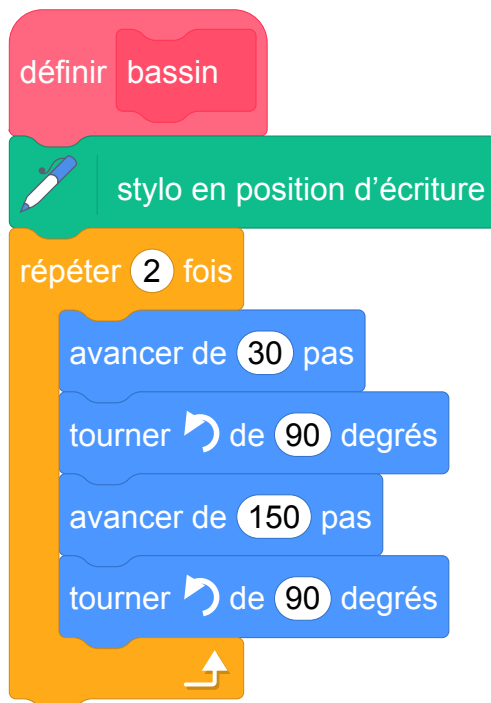 définir bassin
stylo en position d’écriture
répéter 2 fois
avancer de 30 pas
tourner de 90 degrés
avancer de 150 pas
tourner de 90 degrés